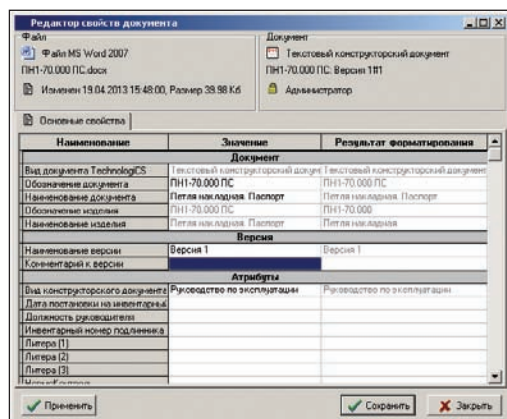 Редактор свойств документа
Файл
Файл MS Word 2007
ПН1-70.000 ПС.docx
Изменен 19.04.2013 15:48:00, Размер 39.98 Кб
Документ
Текстовый конструкторский документ
ПН1-70.000 ПС. Версия 1#1
Администратор
Основные свойства
Наименование Значение Результат форматирования
Документ
Вид документа TechnologiCS Текстовый конструкторский докум Текстовый конструкторский докумен
Обозначение документа ПН1-70.000 ПС ПН1-70.000 ПС
Наименование документа Петля накладная. Паспорт Петля накладная. Паспорт
Обозначение изделия ПН1-70.000 ПС ПН1-70.000
Наименование изделия Петля накладная. Паспорт Петля накладная
Версия
Наименование версии Версия 1 Версия 1
Комментарий к версии
Атрибуты
Вид конструкторского документа Руководство по эксплуатации Руководство по эксплуатации
Дата постановки на инвентарный
Должность руководителя
Инвентарный номер подлинника
Литера (1)
Литера (2)
Литера (3)
Применить Сохранить Закрыть